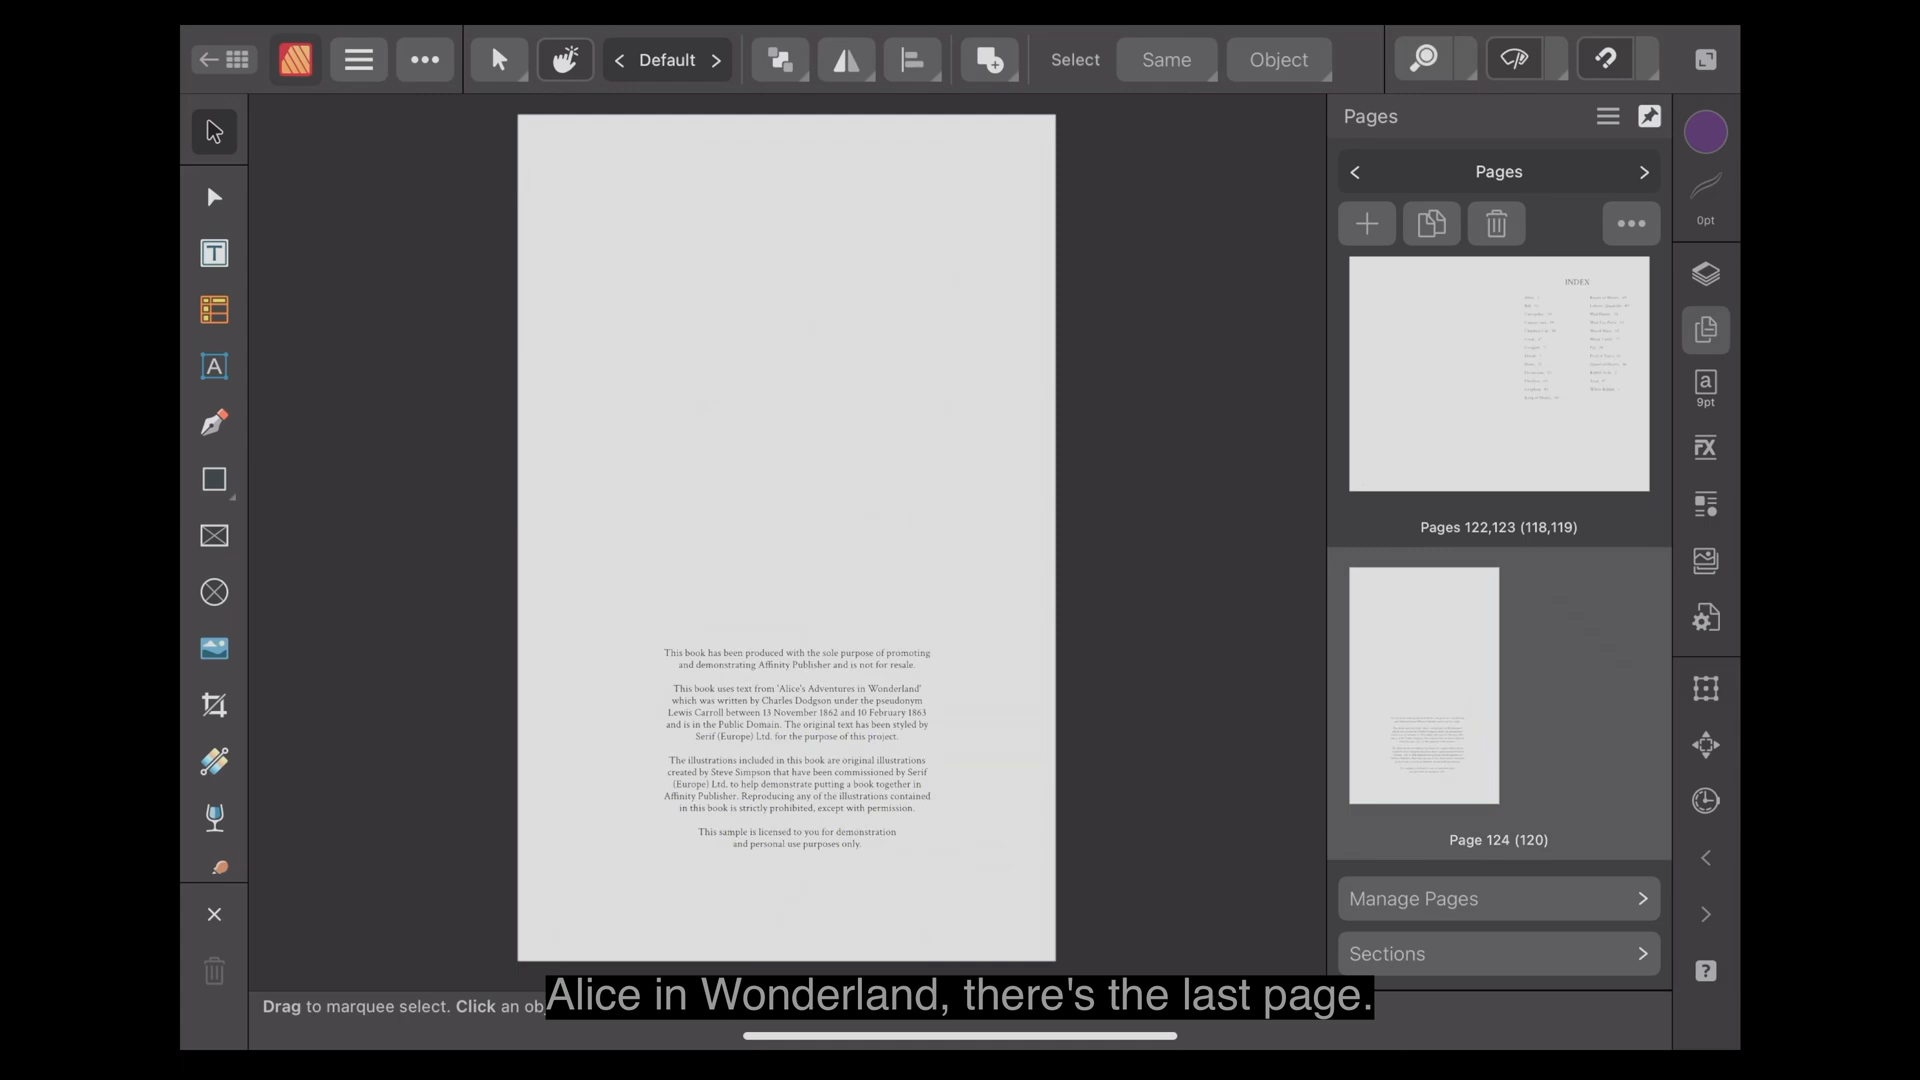 Default
Select
Same
Object
Pages
Pages
0pt
INDEX
a
9pt
FX
Pages 122,123 (118,119)
T
A
This book has been produced with the sole purpose of promoting
and demonstrating Affinity Publisher and is not for resale.
This book uses text from 'Alice's Adventures in Wonderland'
which was written by Charles Dodgson under the pseudonym
Lewis Carroll between 13 November 1862 and 10 February 1863
and is in the Public Domain. The original text has been styled by
Serif (Europe) Ltd. for the purpose of this project.
The illustrations included in this book are original illustrations
created by Steve Simpson that have been commissioned by Serif
(Europe) Ltd. to help demonstrate putting a book together in
Affinity Publisher. Reproducing any of the illustrations contained
in this book is strictly prohibited, except with permission.
This sample is licensed to you for demonstration
and personal use purposes only.
Page 124 (120)
Manage Pages
Sections
?
Drag to marquee select. Click an obj
Alice in Wonderland, there's the last page.